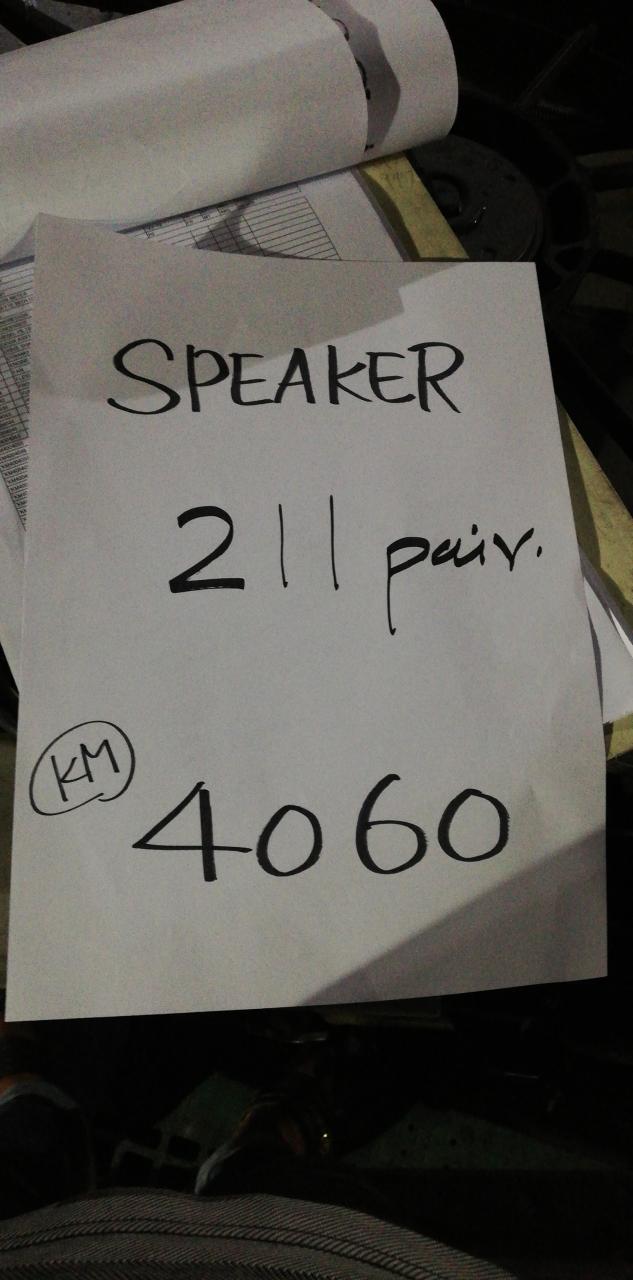 SPEAKER
211 pair.
KM
4060